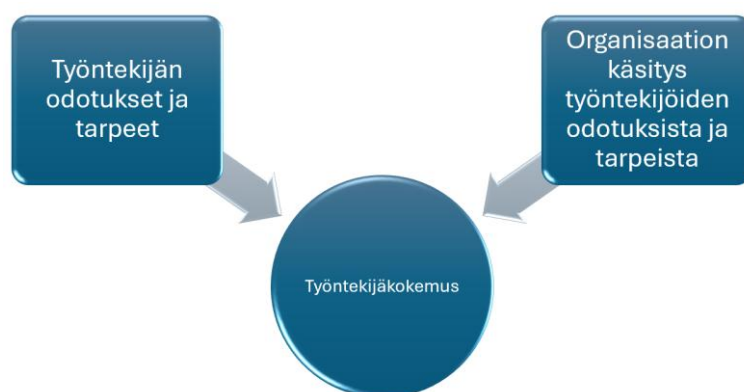 Työntekijän
odotukset ja
tarpeet
Organisaation
käsitys
työntekijöiden
odotuksista ja
tarpeista
Työntekijäkokemus